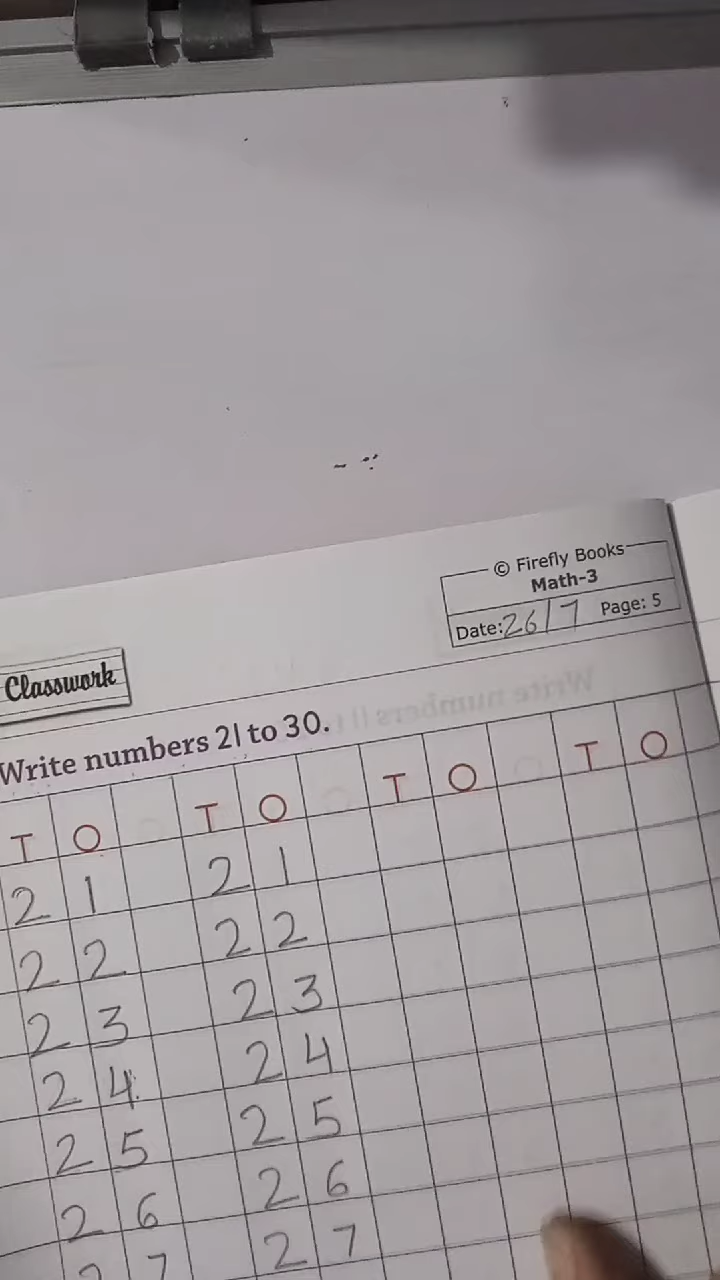 © Firefly Books
Math-3
Date: 26/7 Page: 5
Classwork
Write numbers 21 to 30.
T O T O T O T O
2 1 2 1
2 2 2 2
2 3 2 3
2 4 2 4
2 5 2 5
2 6 2 6
2 7 2 7